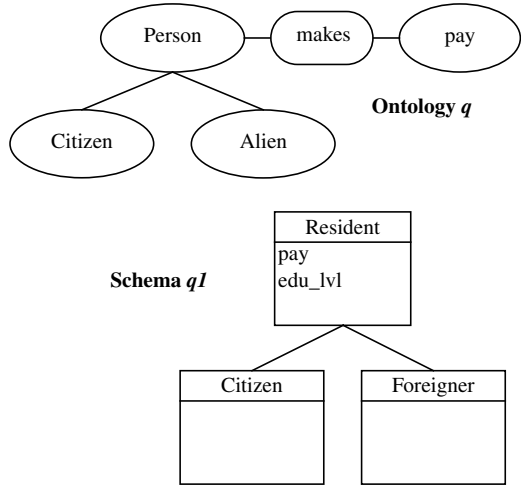 Person makes pay
Ontology q
Citizen Alien
Resident
pay
Schema q1
edu_lvl
Citizen Foreigner